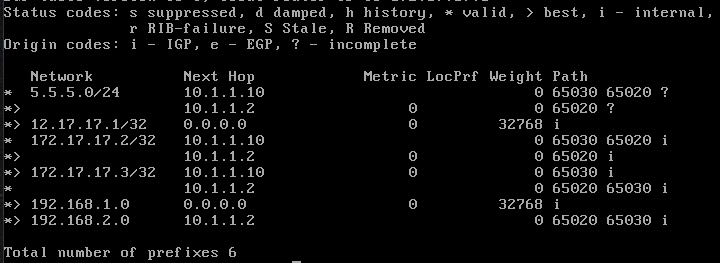 Status codes: s suppressed, d damped, h history, * valid, > best, i - internal,
              r RIB-failure, S Stale, R Removed
Origin codes: i - IGP, e - EGP, ? - incomplete
   Network          Next Hop            Metric LocPrf Weight Path
*  5.5.5.0/24       10.1.1.10                              0 65030 65020 ?
*>                  10.1.1.2                 0             0 65020 ?
*> 12.17.17.1/32    0.0.0.0                  0         32768 i
*  172.17.17.2/32   10.1.1.10                              0 65030 65020 i
*>                  10.1.1.2                 0             0 65020 i
*> 172.17.17.3/32   10.1.1.10                0             0 65030 i
*                   10.1.1.2                               0 65020 65030 i
*> 192.168.1.0      0.0.0.0                  0         32768 i
*> 192.168.2.0      10.1.1.2                               0 65020 65030 i
Total number of prefixes 6